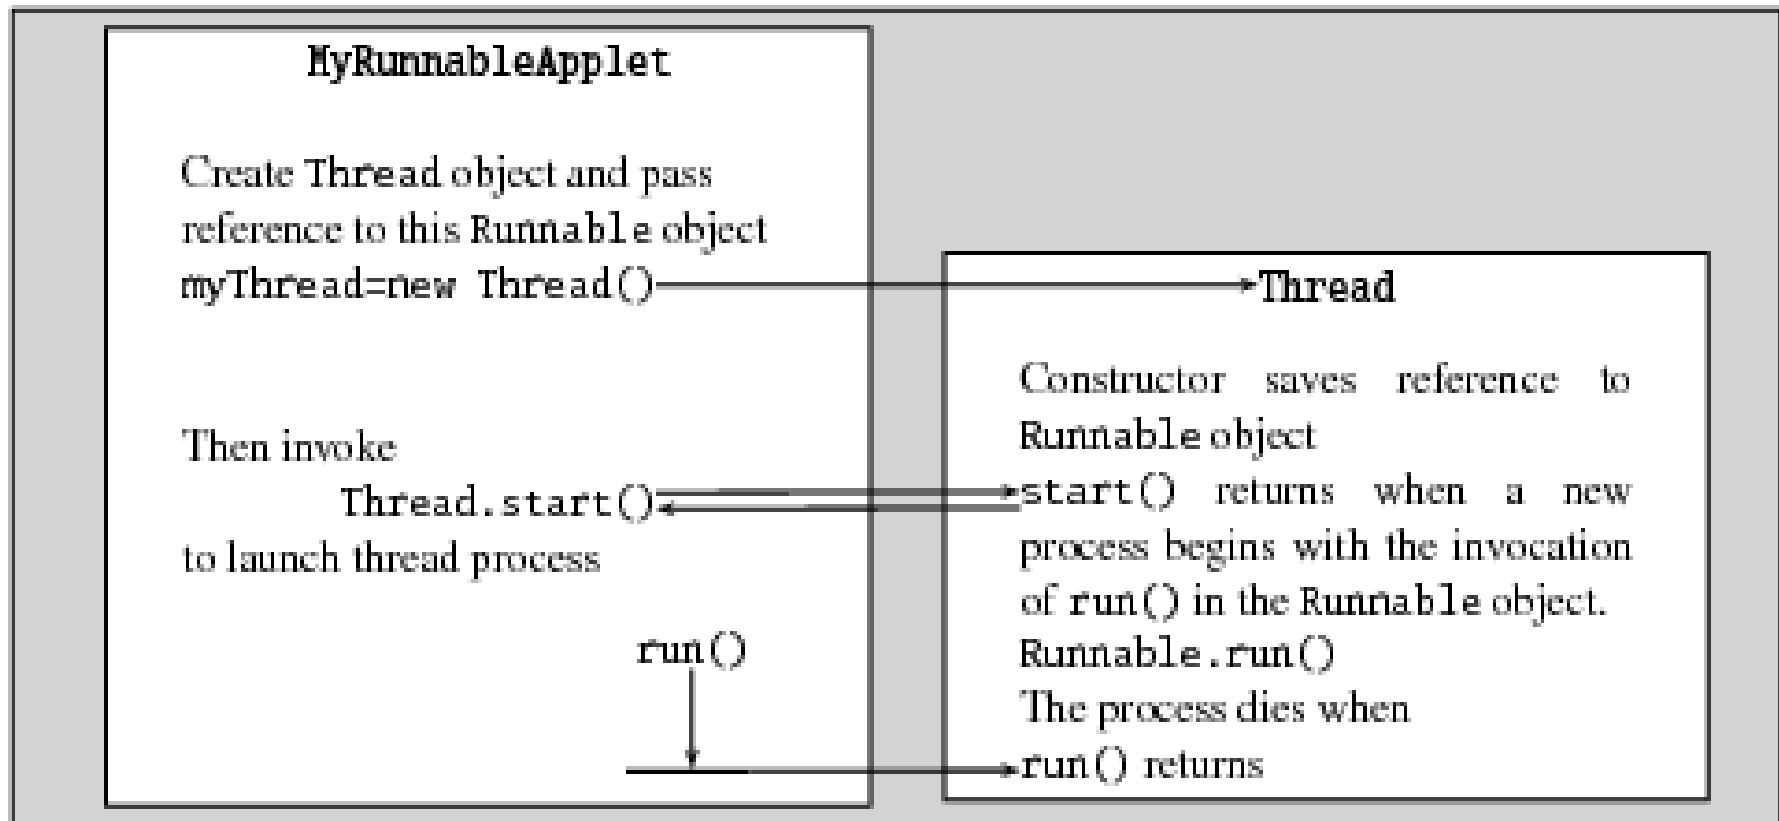 MyRunnableApplet
Create Thread object and pass
reference to this Runnable object
myThread=new Thread()
Then invoke
Thread.start()
to launch thread process
run()
Thread
Constructor saves reference to
Runnable object
start() returns when a new
process begins with the invocation
of run() in the Runnable object.
Runnable.run()
The process dies when
run() returns